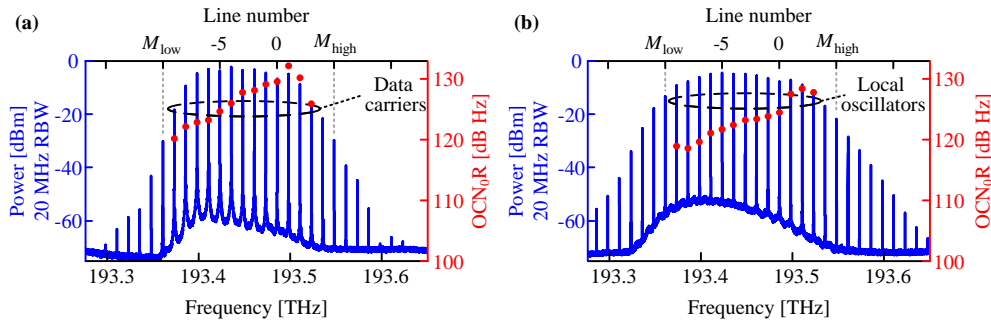 (a)
Line number
M_low -5 0 M_high
0
-20
-40
-60
Power [dBm]
20 MHz RBW
Data
carriers
130
120
110
100
OCN₀R [dB Hz]
193.3 193.4 193.5 193.6
Frequency [THz]
(b)
Line number
M_low -5 0 M_high
0
-20
-40
-60
Power [dBm]
20 MHz RBW
Local
oscillators
130
120
110
100
OCN₀R [dB Hz]
193.3 193.4 193.5 193.6
Frequency [THz]